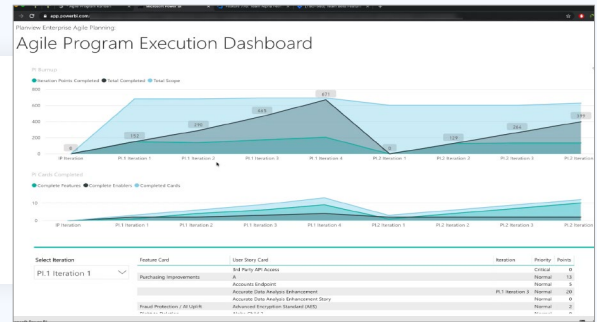 app.powerbi.com
Planview Enterprise Agile Planning
Agile Program Execution Dashboard
PI Burnup
Iteration Points Completed Total Completed Total Scope
800
600
400
200
0
0
152
290
469
671
0
129
264
399
IP Iteration PI.1 Iteration 1 PI.1 Iteration 2 PI.1 Iteration 3 PI.1 Iteration 4 PI.2 Iteration 1 PI.2 Iteration 2 PI.2 Iteration 3 PI.2 Iteration
PI Cards Completed
Complete Features Complete Enablers Completed Cards
10
0
IP Iteration PI.1 Iteration 1 PI.1 Iteration 2 PI.1 Iteration 3 PI.1 Iteration 4 PI.2 Iteration 1 PI.2 Iteration 2 PI.2 Iteration 3 PI.2 Iteration
Select Iteration
PI.1 Iteration 1
Feature Card User Story Card Iteration Priority Points
3rd Party API Access Critical 0
Purchasing Improvements A Normal 13
Accounts Endpoint Normal 5
Accurate Data Analysis Enhancement PI.1 Iteration 3 Normal 20
Accurate Data Analysis Enhancement Story Normal 0
Fraud Protection / AI Uplift Advanced Encryption Standard (AES) Normal 2